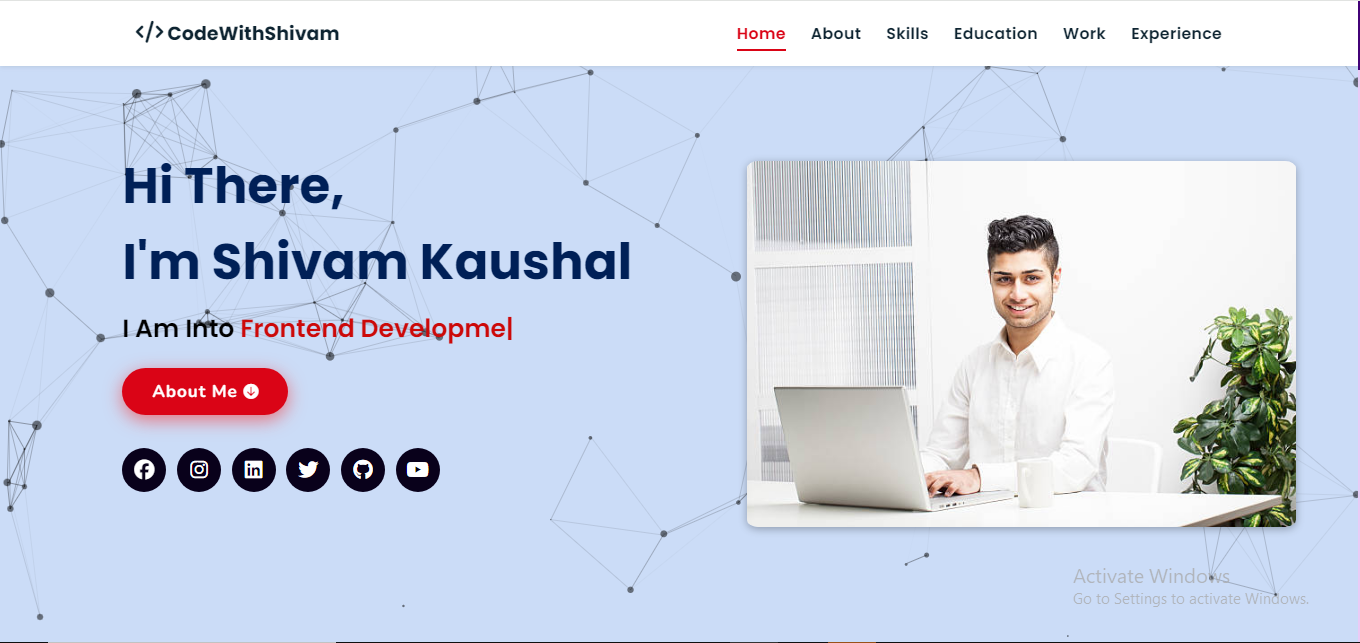 </> CodeWithShivam
Home About Skills Education Work Experience
Hi There,
I'm Shivam Kaushal
I Am Into Frontend Developme|
About Me
Activate Windows
Go to Settings to activate Windows.